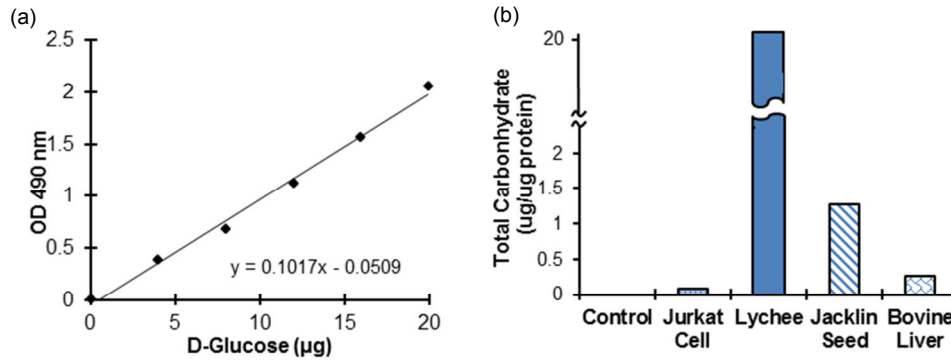 (a)
2.5
2
1.5
1
0.5
0
OD 490 nm
y = 0.1017x - 0.0509
0 5 10 15 20
D-Glucose (µg)
(b)
20
2
1.5
1
0.5
0
Total Carbonhydrate
(ug/ug protein)
Control Jurkat Lychee Jacklin Bovine
Cell Seed Liver